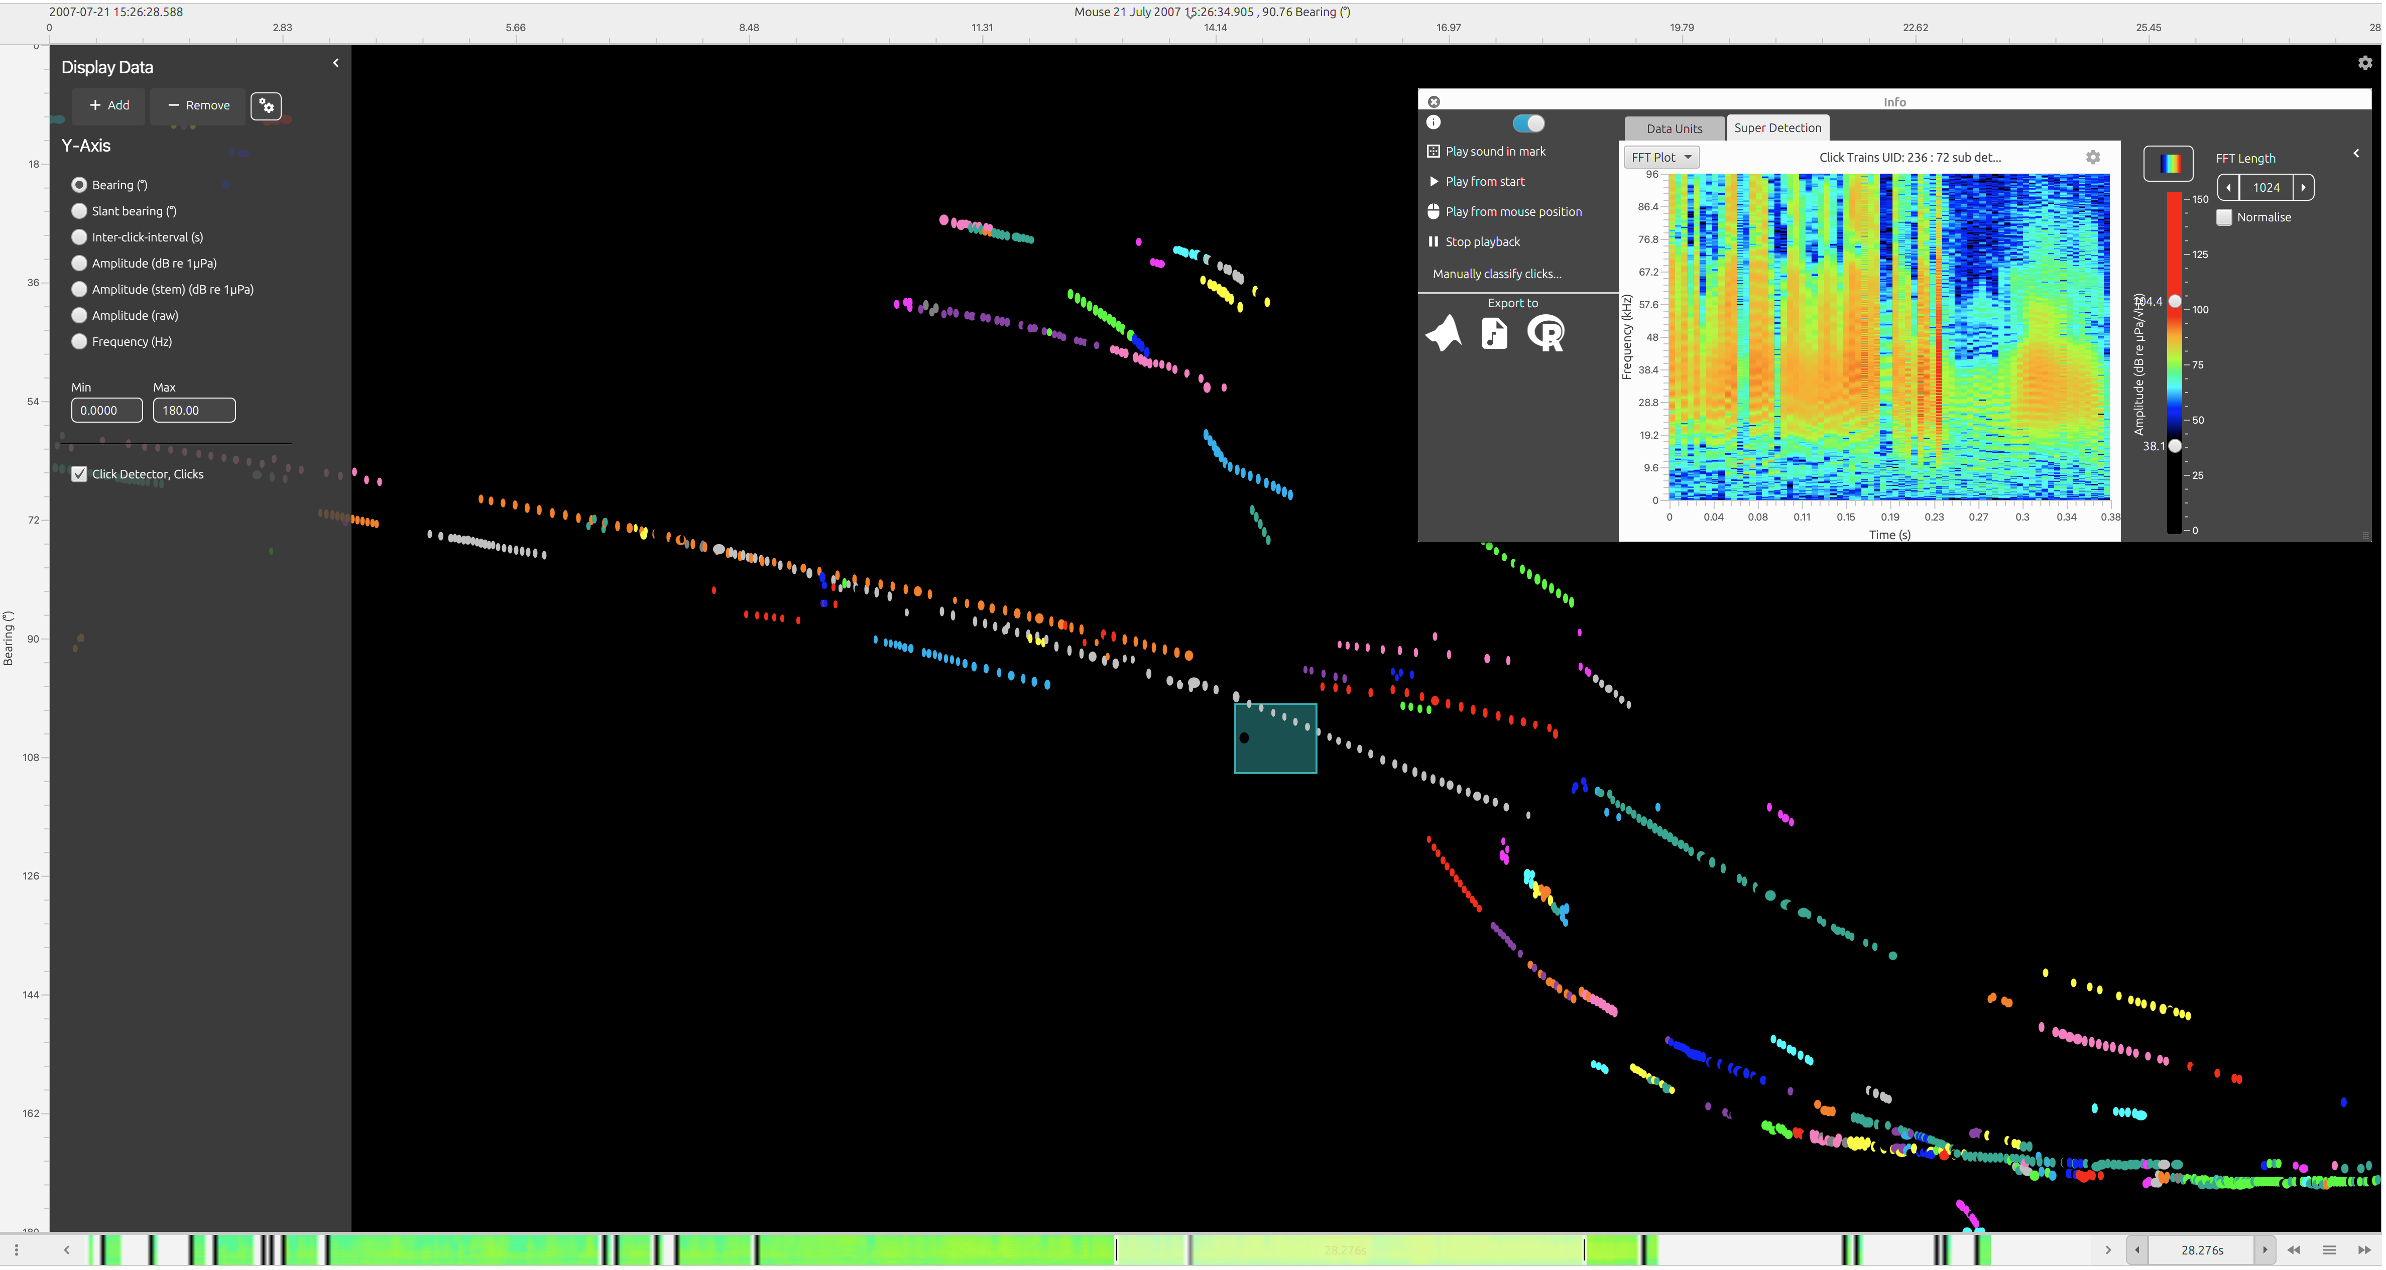 2007-07-21 15:26:28.588
Mouse 21 July 2007 15:26:34.905 , 90.76 Bearing (°)
0 2.83 5.66 8.48 11.31 14.14 16.97 19.79 22.62 25.45 28
Display Data
+ Add
− Remove
Y-Axis
Bearing (°)
Slant bearing (°)
Inter-click-interval (s)
Amplitude (dB re 1µPa)
Amplitude (stem) (dB re 1µPa)
Amplitude (raw)
Frequency (Hz)
Min Max
0.0000 180.00
Click Detector, Clicks
Bearing (°)
0
18
36
54
72
90
108
126
144
162
180
Info
Play sound in mark
Play from start
Play from mouse position
Stop playback
Manually classify clicks...
Export to
R
Data Units
Super Detection
FFT Plot
Click Trains UID: 236 : 72 sub det...
Frequency (kHz)
96
86.4
76.8
67.2
57.6
48
38.4
28.8
19.2
9.6
0
0 0.04 0.08 0.11 0.15 0.19 0.23 0.27 0.3 0.34 0.38
Time (s)
150
125
100
75
50
25
0
38.1
FFT Length
1024
Normalise
28.276s
28.276s